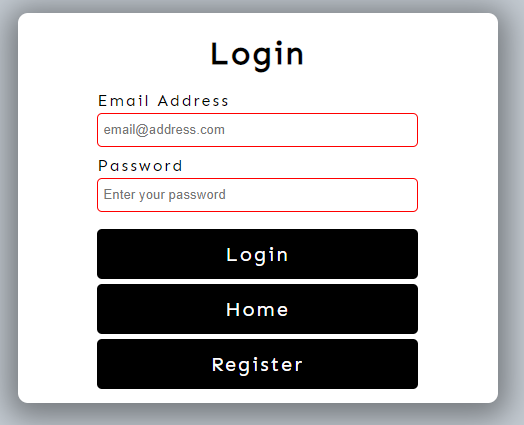 Login
Email Address
email@address.com
Password
Enter your password
Login
Home
Register